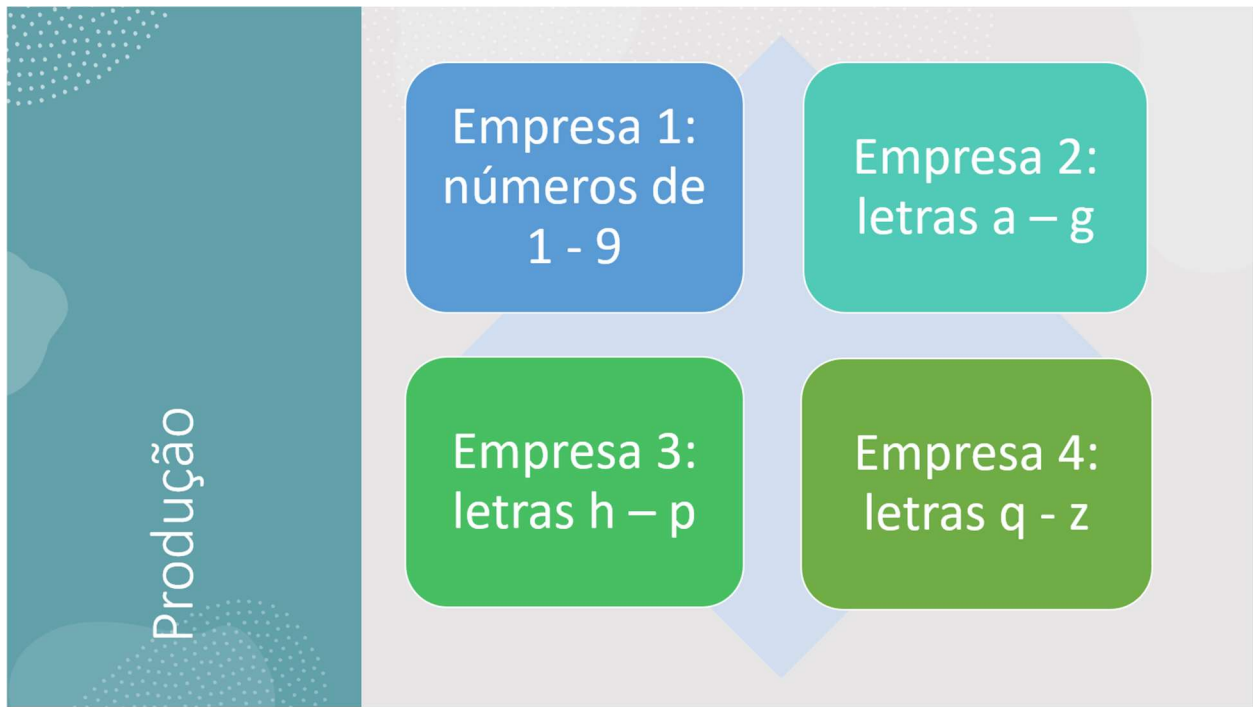 Produção
Empresa 1:
números de
1 - 9
Empresa 2:
letras a – g
Empresa 3:
letras h – p
Empresa 4:
letras q - z